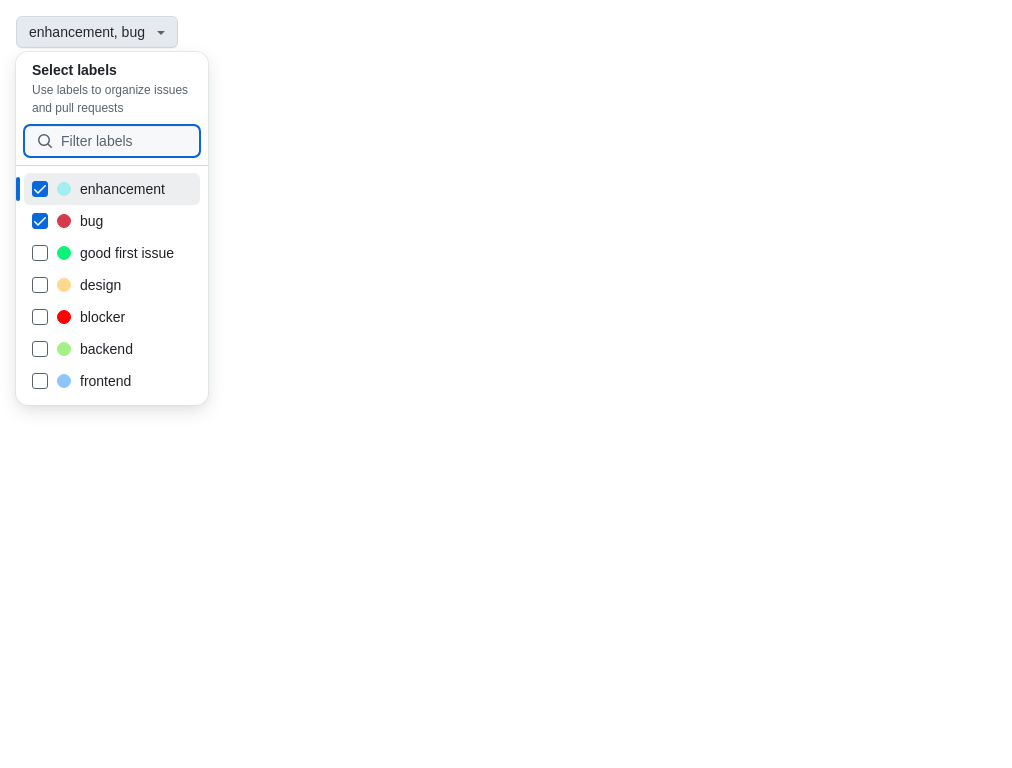 enhancement, bug
Select labels
Use labels to organize issues
and pull requests
Filter labels
enhancement
bug
good first issue
design
blocker
backend
frontend